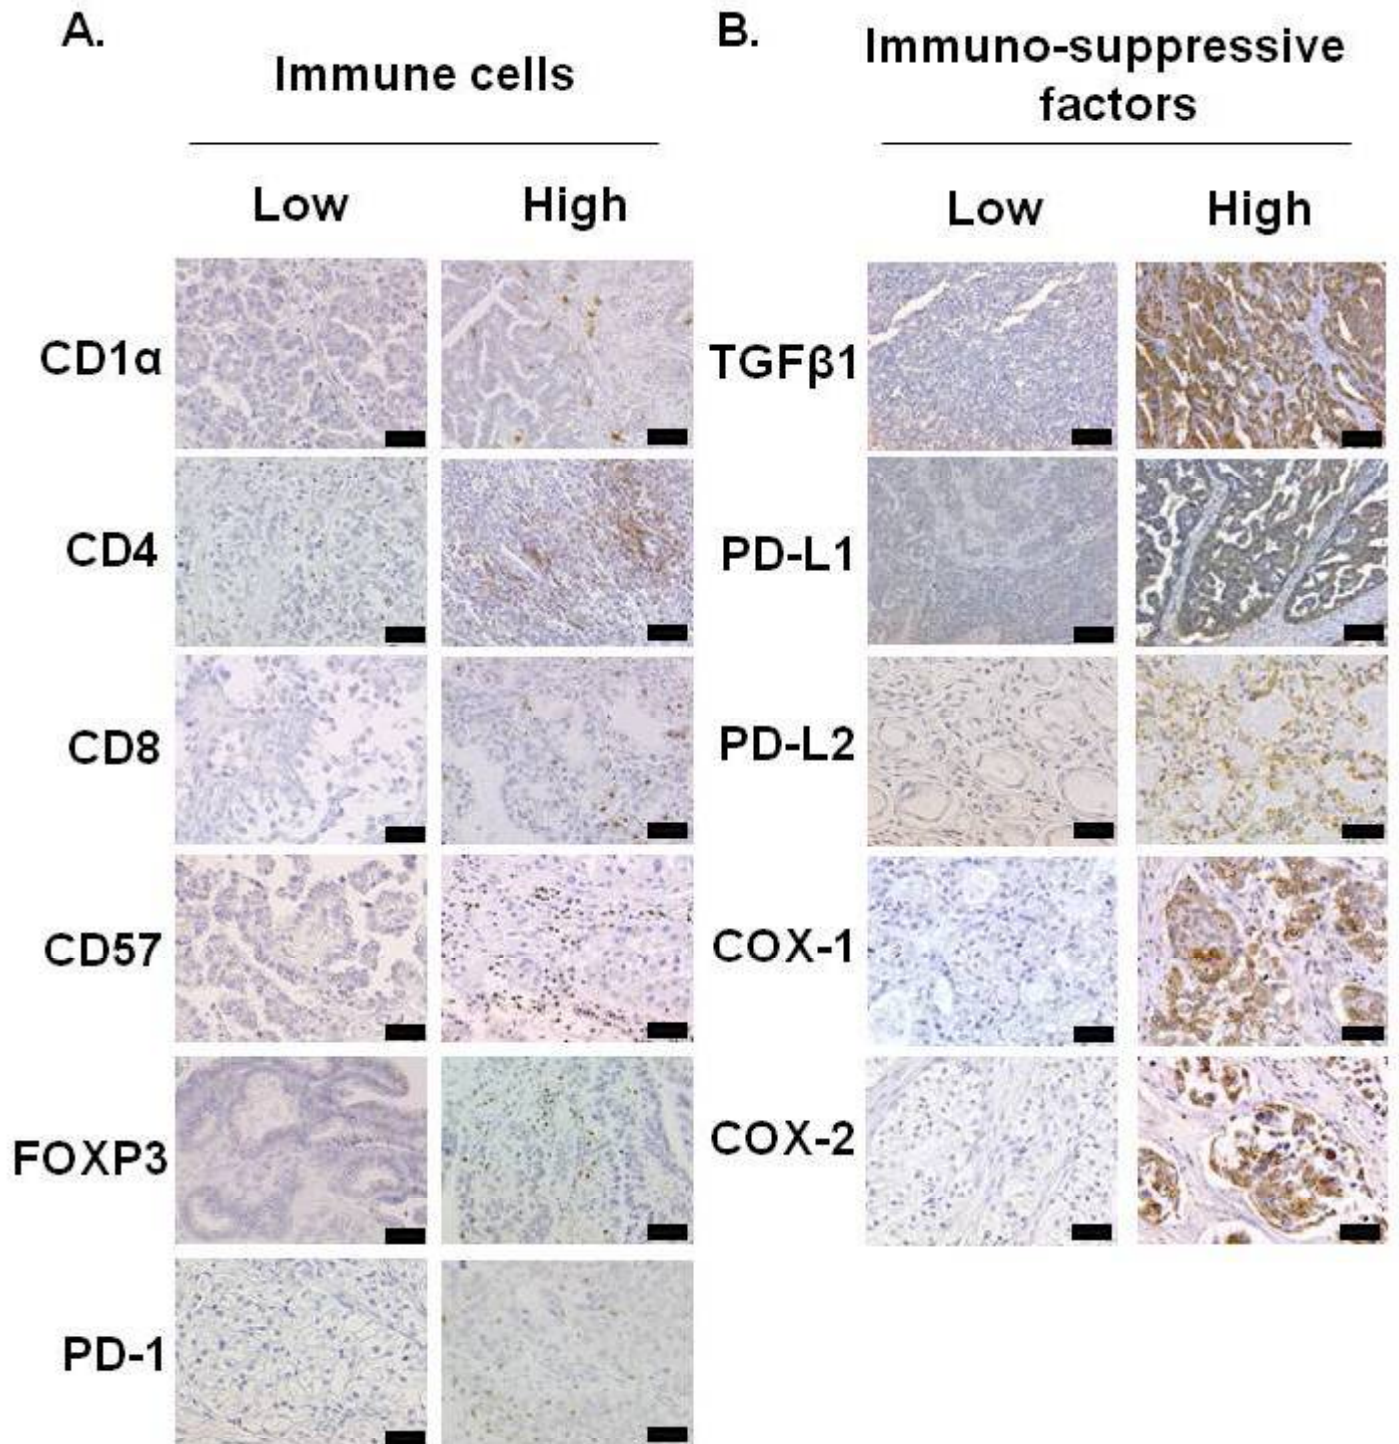 A.
Immune cells
Low High
CD1α
CD4
CD8
CD57
FOXP3
PD-1
B.
Immuno-suppressive
factors
Low High
TGFβ1
PD-L1
PD-L2
COX-1
COX-2